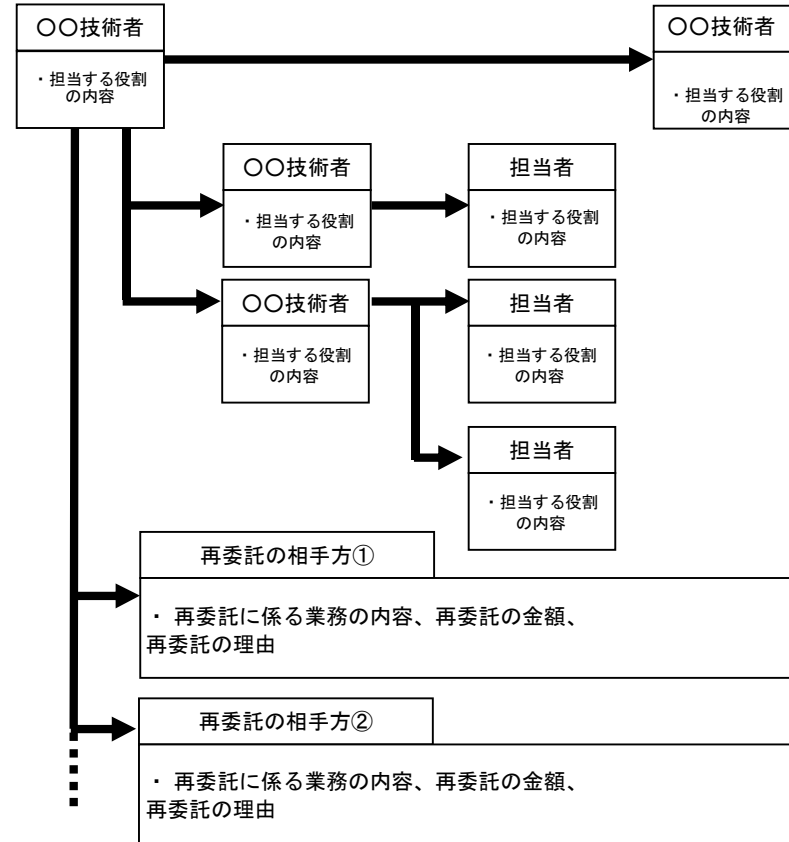 〇〇技術者
・担当する役割
の内容
〇〇技術者
・担当する役割
の内容
〇〇技術者
・担当する役割
の内容
担当者
・担当する役割
の内容
〇〇技術者
・担当する役割
の内容
担当者
・担当する役割
の内容
担当者
・担当する役割
の内容
再委託の相手方①
・ 再委託に係る業務の内容、再委託の金額、
再委託の理由
再委託の相手方②
・ 再委託に係る業務の内容、再委託の金額、
再委託の理由